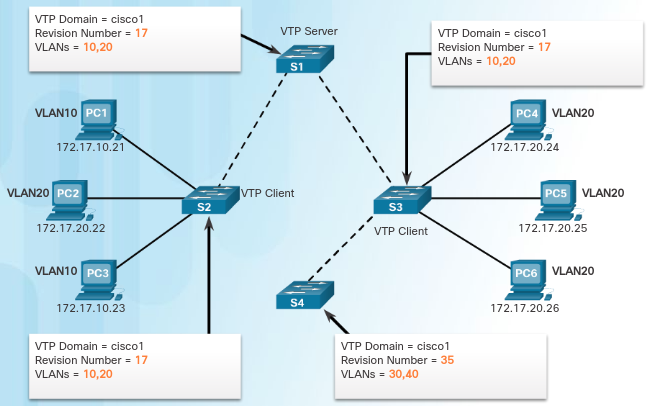 VTP Domain = cisco1
Revision Number = 17
VLANs = 10,20
VTP Server
S1
VTP Domain = cisco1
Revision Number = 17
VLANs = 10,20
VLAN10
PC1
172.17.10.21
VLAN20
PC2
172.17.20.22
VLAN10
PC3
172.17.10.23
S2
VTP Client
S3
VTP Client
S4
PC4
VLAN20
172.17.20.24
PC5
VLAN20
172.17.20.25
PC6
VLAN20
172.17.20.26
VTP Domain = cisco1
Revision Number = 17
VLANs = 10,20
VTP Domain = cisco1
Revision Number = 35
VLANs = 30,40